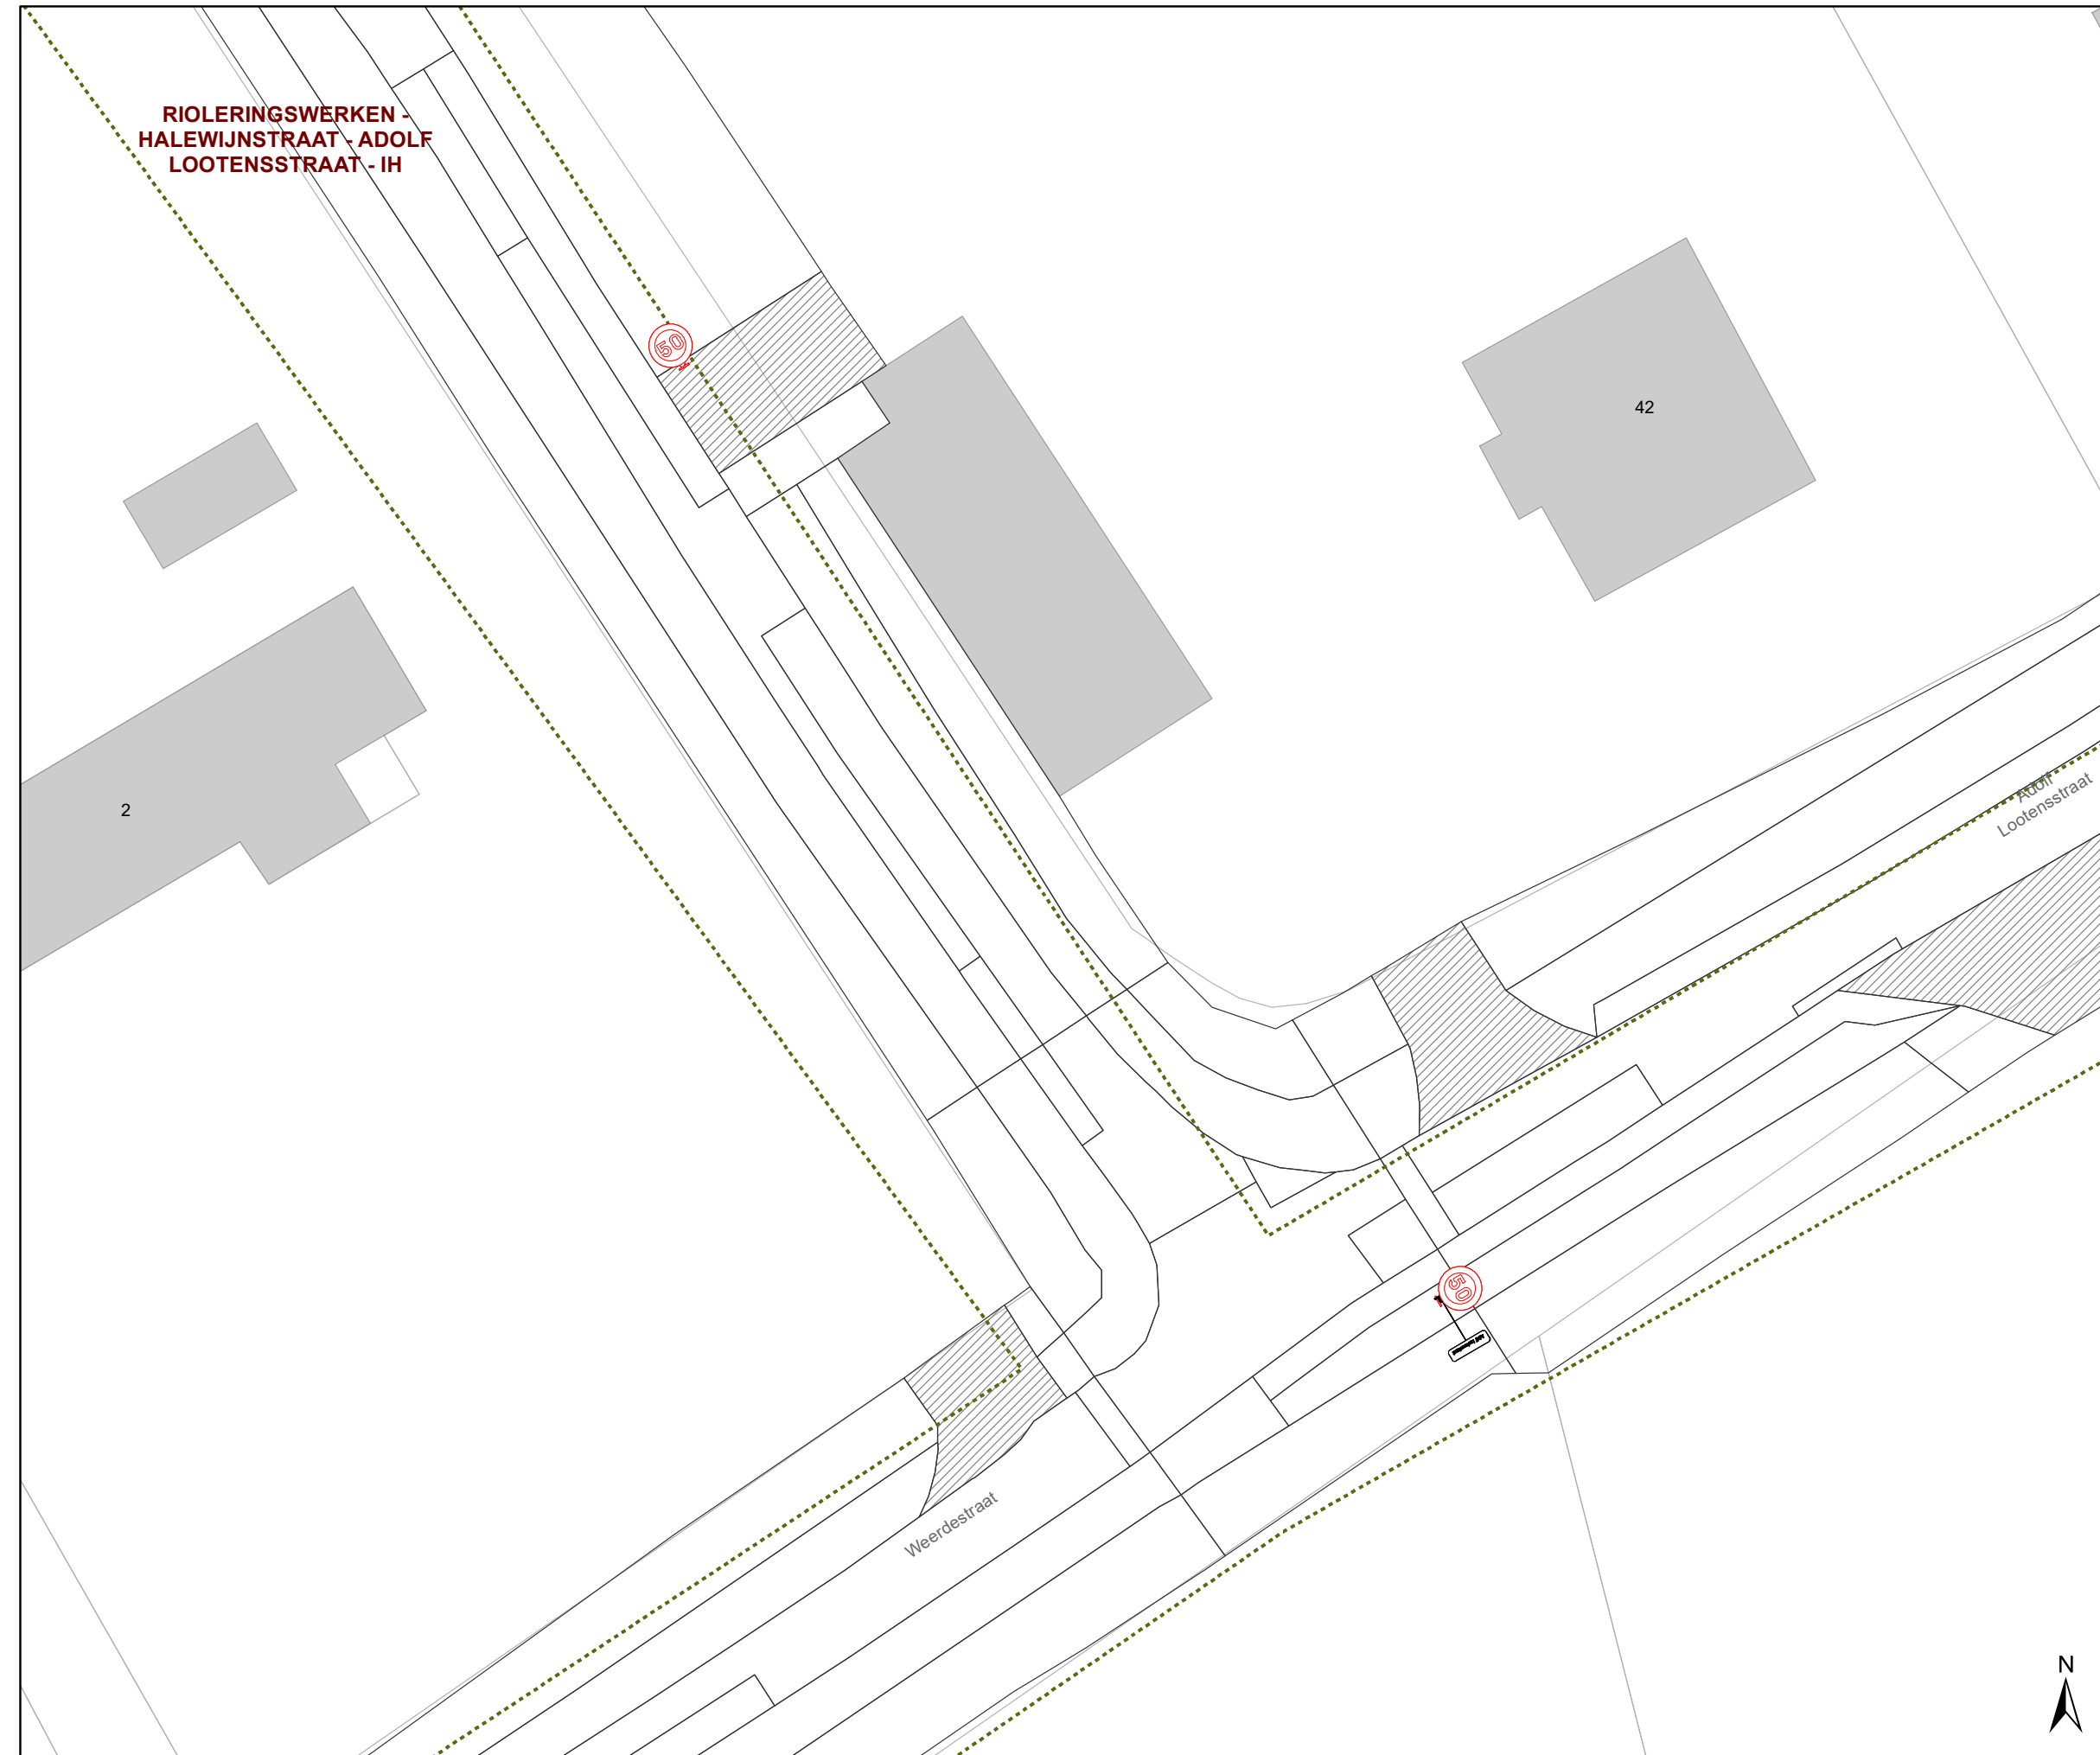 RIOLERINGSWERKEN -
HALEWIJNSTRAAT - ADOLF
LOOTENSSTRAAT - IH
50
42
2
Adolf
Lootensstraat
50
Weerdestraat
N